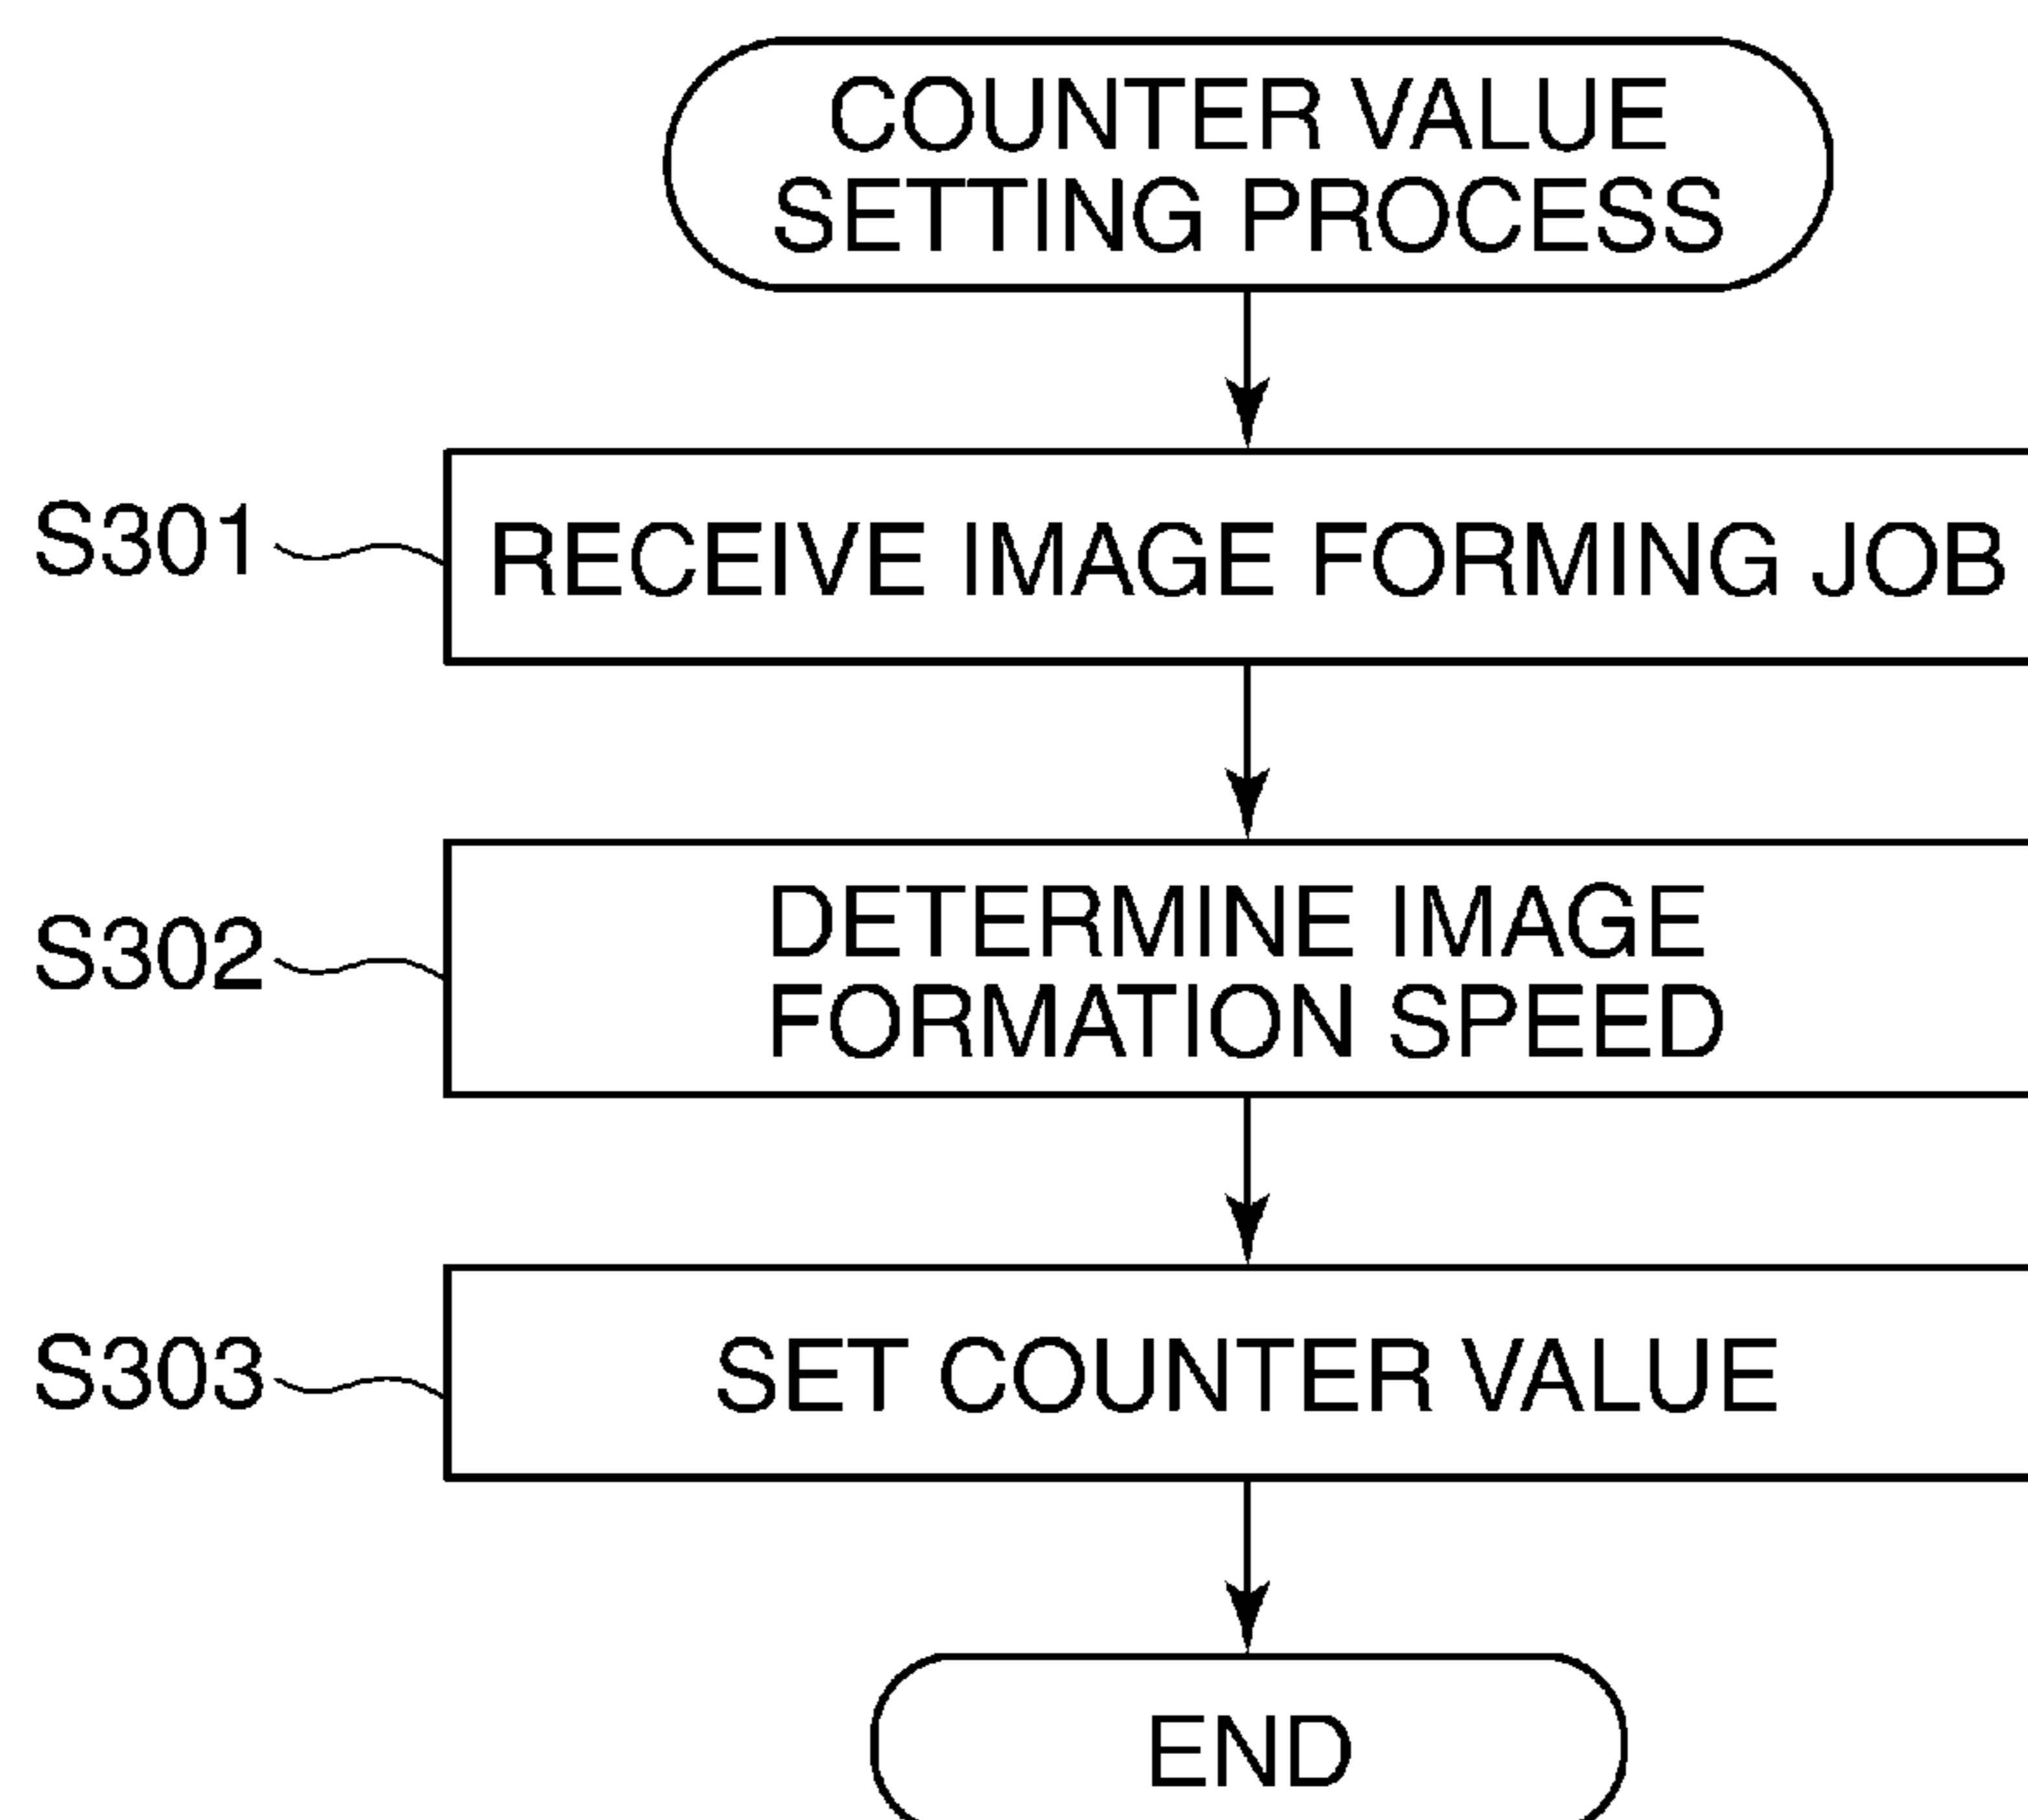 COUNTER VALUE
SETTING PROCESS
S301
RECEIVE IMAGE FORMING JOB
S302
DETERMINE IMAGE
FORMATION SPEED
S303
SET COUNTER VALUE
END